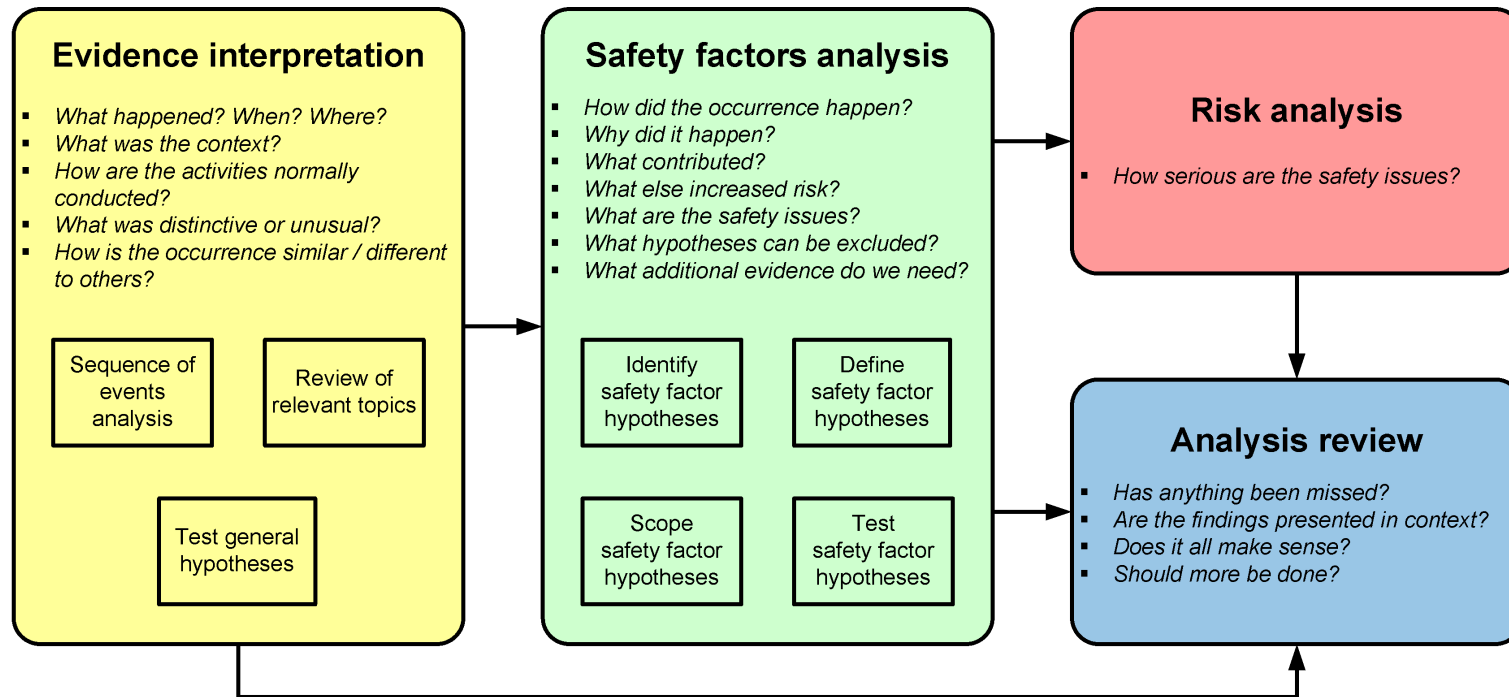 Evidence interpretation
▪ What happened? When? Where?
▪ What was the context?
▪ How are the activities normally
conducted?
▪ What was distinctive or unusual?
▪ How is the occurrence similar / different
to others?
Sequence of
events
analysis
Review of
relevant topics
Test general
hypotheses
Safety factors analysis
▪ How did the occurrence happen?
▪ Why did it happen?
▪ What contributed?
▪ What else increased risk?
▪ What are the safety issues?
▪ What hypotheses can be excluded?
▪ What additional evidence do we need?
Identify
safety factor
hypotheses
Define
safety factor
hypotheses
Scope
safety factor
hypotheses
Test
safety factor
hypotheses
Risk analysis
▪ How serious are the safety issues?
Analysis review
▪ Has anything been missed?
▪ Are the findings presented in context?
▪ Does it all make sense?
▪ Should more be done?